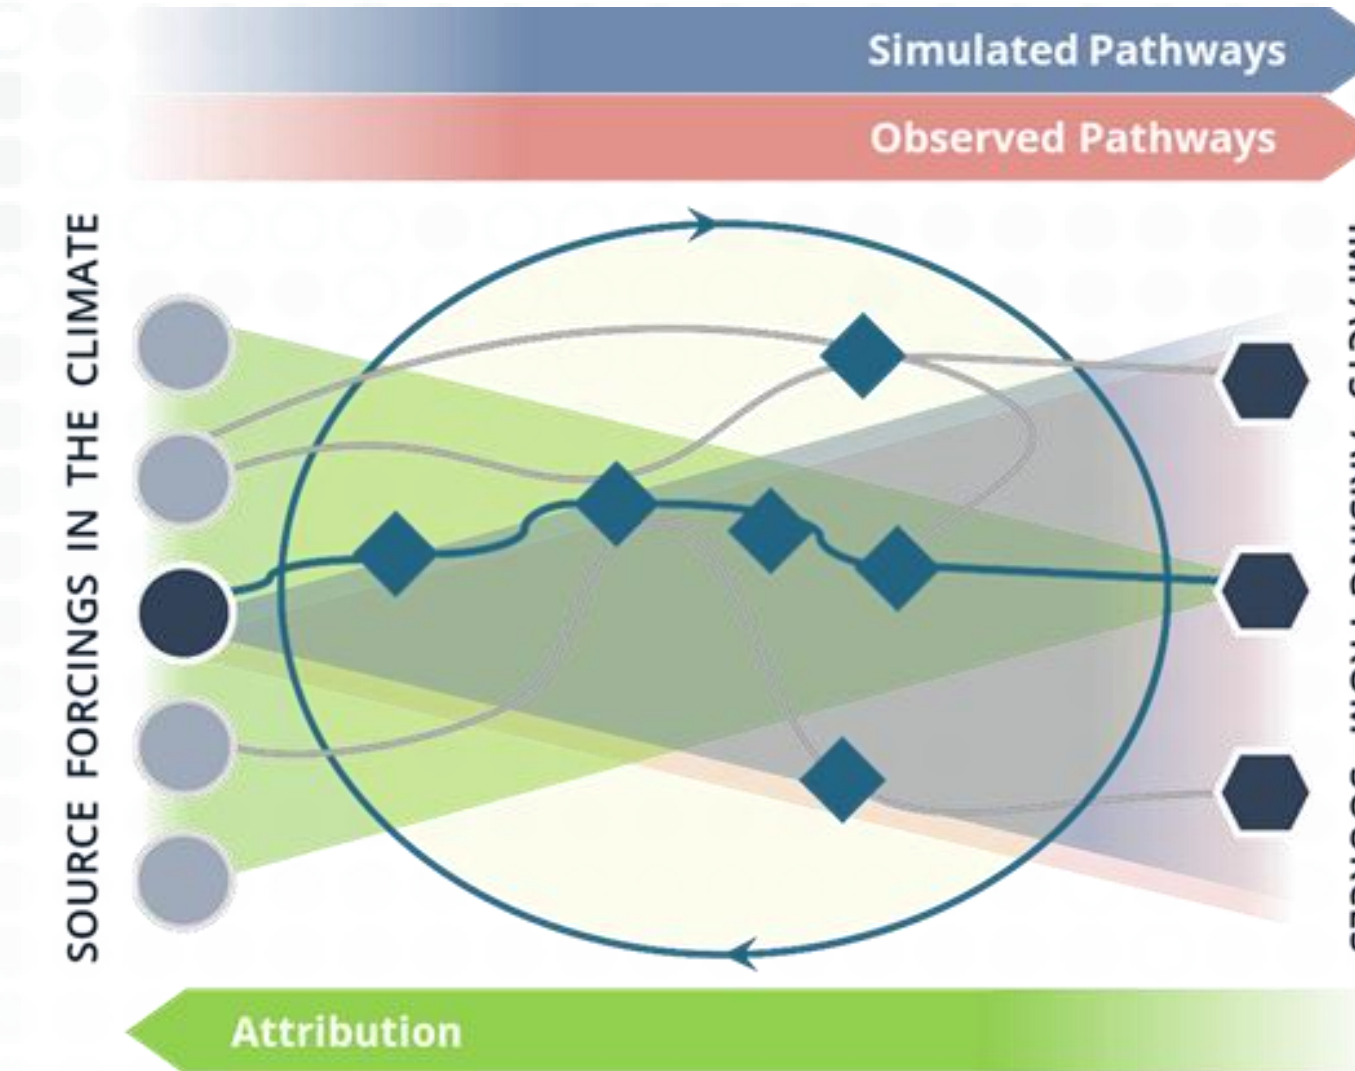 Simulated Pathways
Observed Pathways
SOURCE FORCINGS IN THE CLIMATE
Attribution